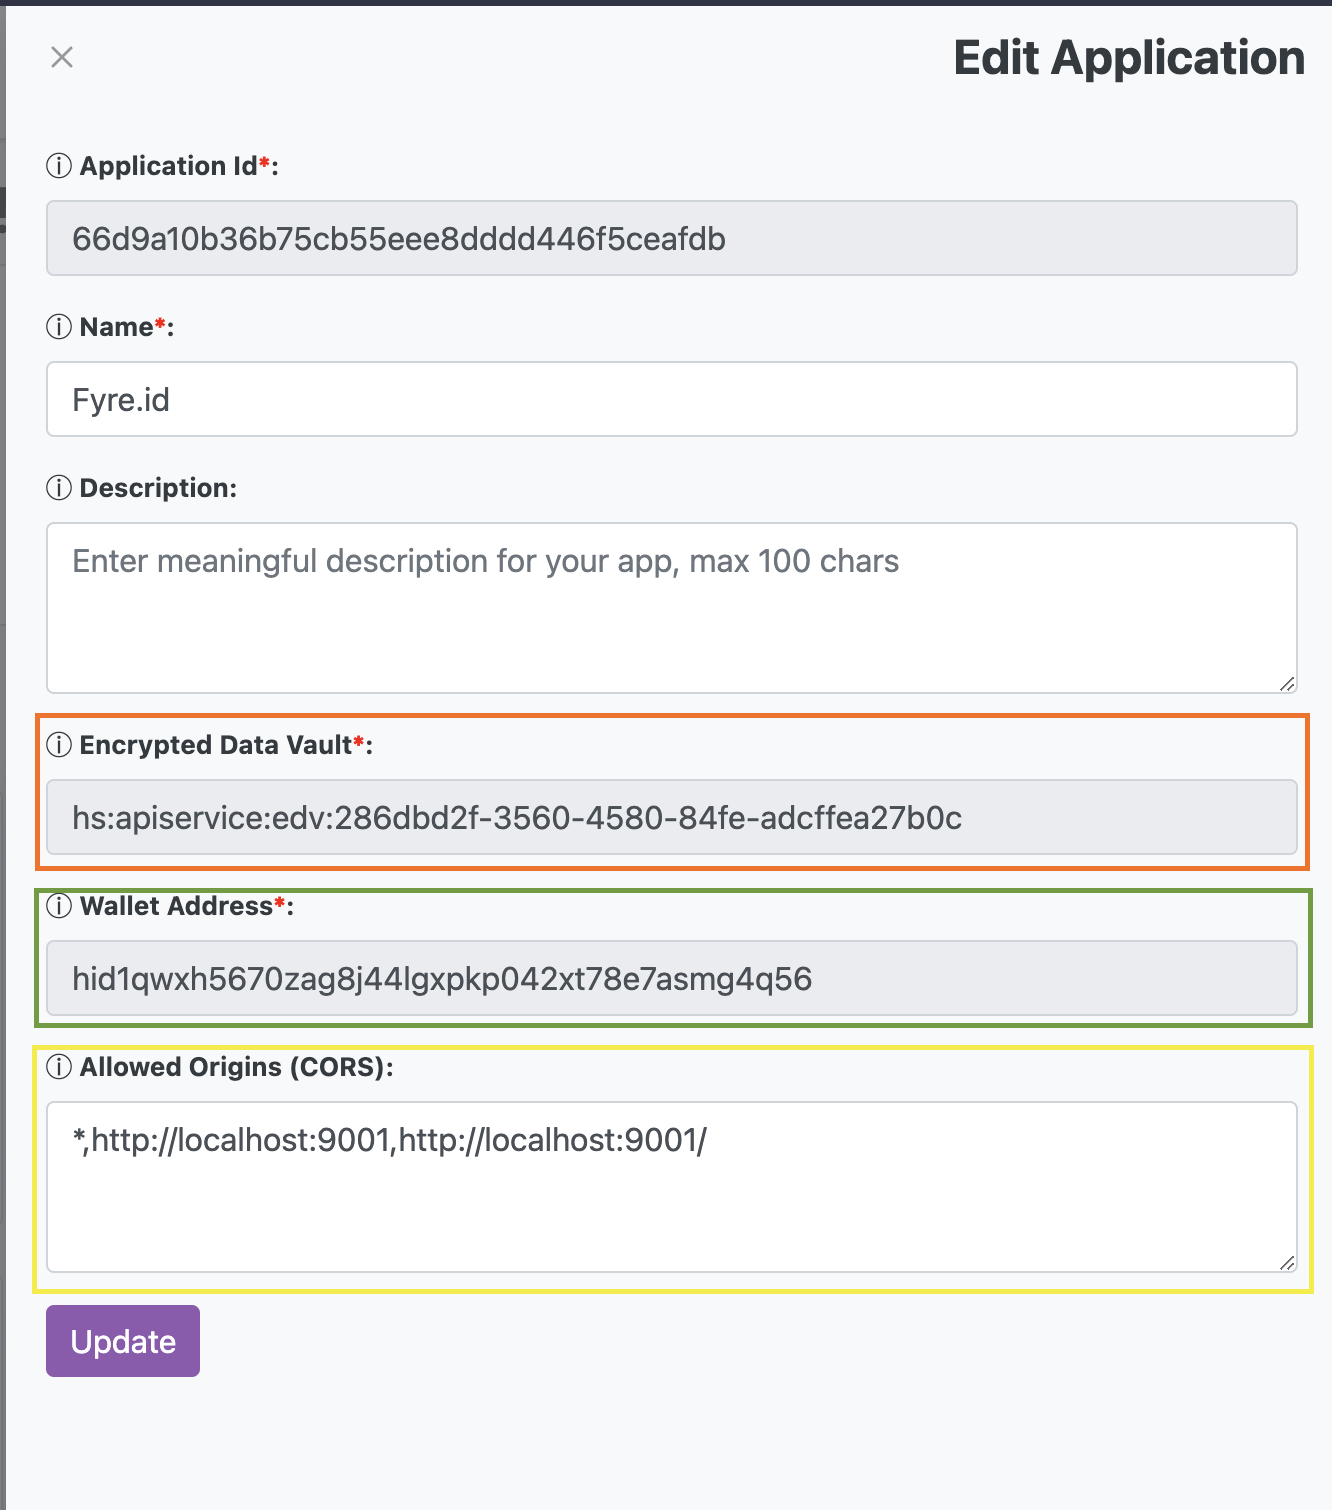 Edit Application
Application Id*:
66d9a10b36b75cb55eee8dddd446f5ceafdb
Name*:
Fyre.id
Description:
Enter meaningful description for your app, max 100 chars
Encrypted Data Vault*:
hs:apiservice:edv:286dbd2f-3560-4580-84fe-adcffea27b0c
Wallet Address*:
hid1qwxh5670zag8j44lgxpkp042xt78e7asmg4q56
Allowed Origins (CORS):
*,http://localhost:9001,http://localhost:9001/
Update